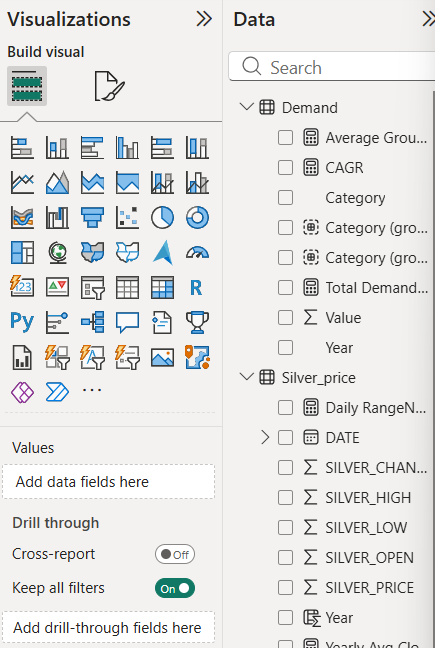 Visualizations
Build visual
123
R
Py
A
...
Values
Add data fields here
Drill through
Cross-report
Off
Keep all filters
On
Add drill-through fields here
Data
Search
Demand
Average Grou...
CAGR
Category
Category (gro...
Category (gro...
Total Demand...
Value
Year
Silver_price
Daily RangeN...
DATE
SILVER_CHAN...
SILVER_HIGH
SILVER_LOW
SILVER_OPEN
SILVER_PRICE
Year
Yearly Avg Clo...